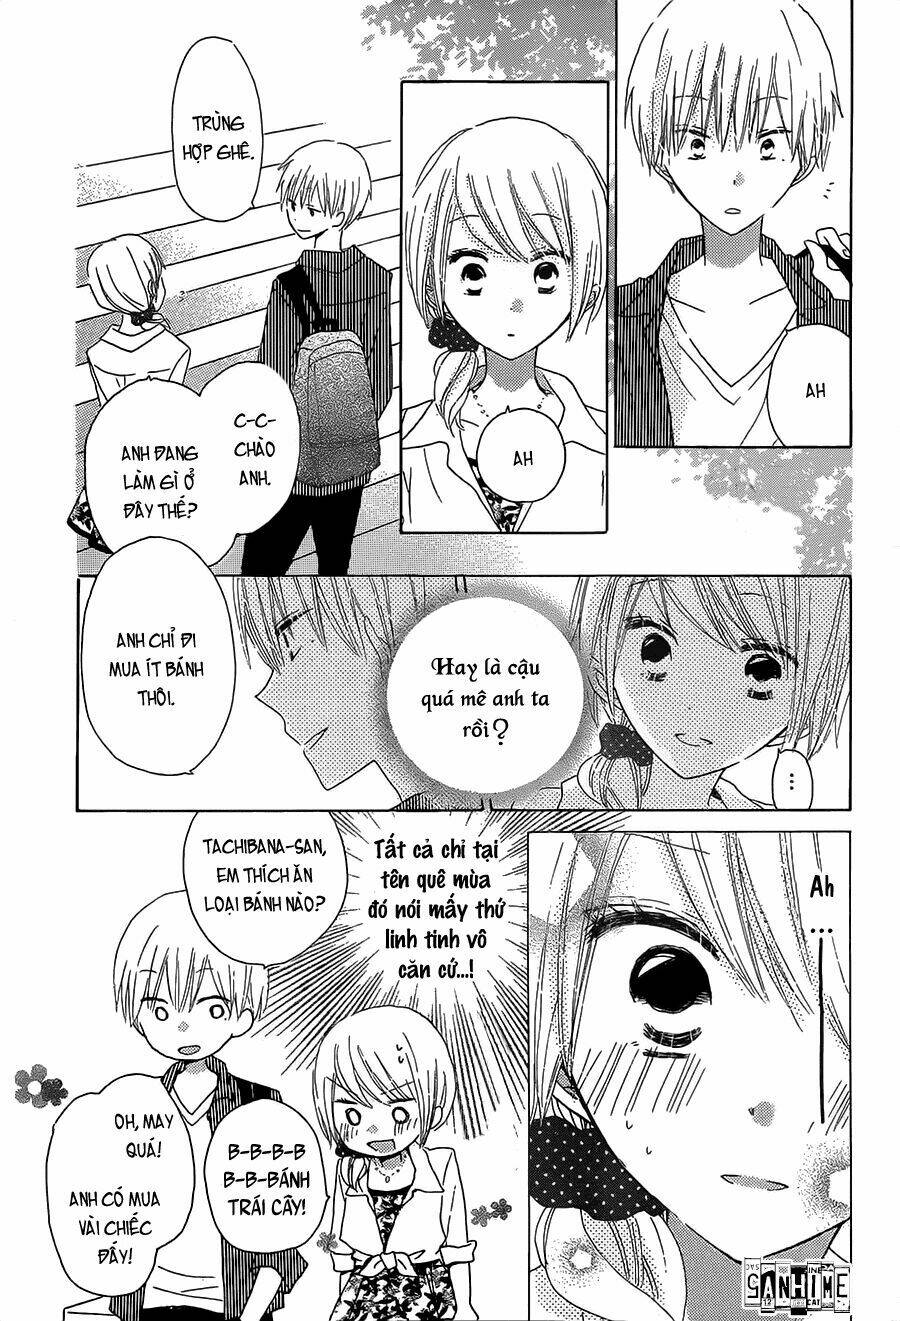 AH
AH
TRÙNG
HỢP GHÊ.
C-C-
CHÀO
ANH.
ANH ĐANG
LÀM GÌ Ở
ĐÂY THẾ?
...
Hay là cậu
quá mê anh ta
rồi?
ANH CHỈ ĐI
MUA ÍT BÁNH
THÔI.
Ah
...
Tất cả chỉ tại
tên quê mùa
đó nói mấy thứ
linh tinh vô
căn cứ...!
TACHIBANA-SAN,
EM THÍCH ĂN
LOẠI BÁNH NÀO?
B-B-B-B
B-B-BÁNH
TRÁI CÂY!
OH, MAY
QUÁ!
ANH CÓ MUA
VÀI CHIẾC
ĐẤY!
SANHIME